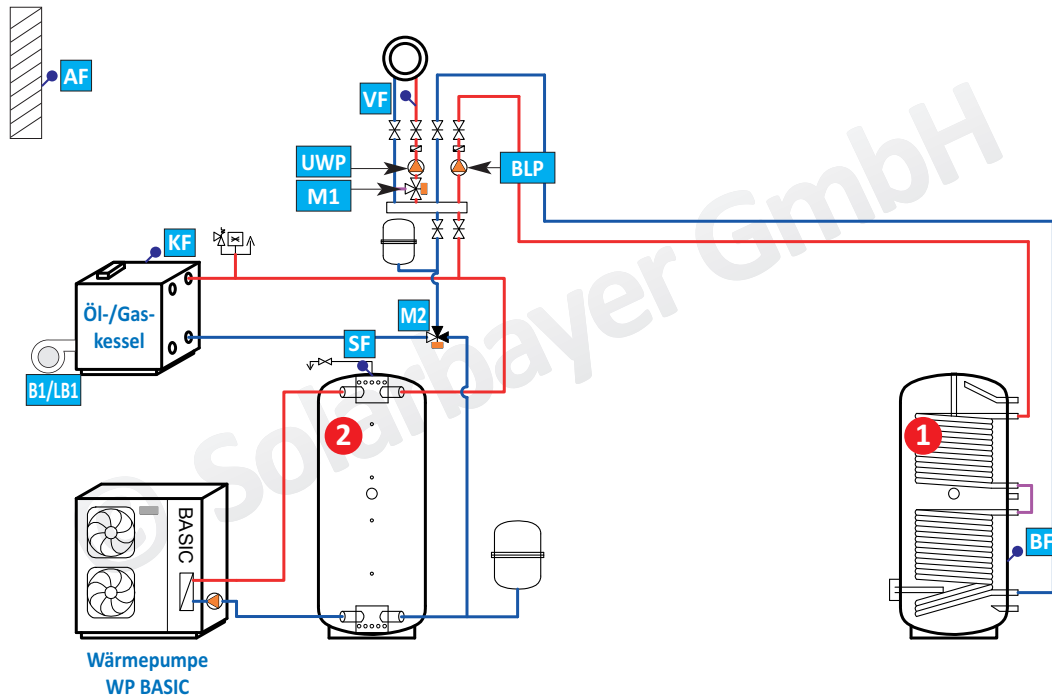 AF
VF
UWP
BLP
M1
KF
Öl-/Gas-
kessel
M2
SF
B1/LB1
2
1
BASIC
BF
Wärmepumpe
WP BASIC
© Solarbayer GmbH